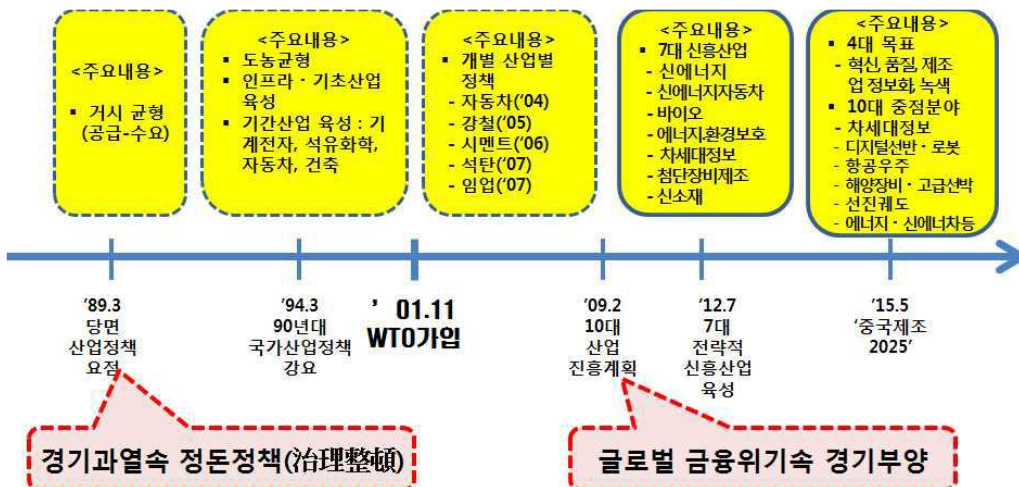 <주요내용>
▪ 거시 균형
(공급-수요)
<주요내용>
▪ 도농균형
▪ 인프라ㆍ기초산업
육성
▪ 기간산업 육성 : 기
계전자, 석유화학,
자동차, 건축
<주요내용>
▪ 개별 산업별
정책
- 자동차('04)
- 강철('05)
- 시멘트('06)
- 석탄('07)
- 임업('07)
<주요내용>
▪ 7대 신흥산업
- 신에너지
- 신에너지자동차
- 바이오
- 에너지.환경보호
- 차세대정보
- 첨단장비제조
- 신소재
<주요내용>
▪ 4대 목표
- 혁신, 품질, 제조
업 정보화, 녹색
▪ 10대 중점분야
- 차세대정보
- 디지털선반ㆍ로봇
- 항공우주
- 해양장비ㆍ고급선박
- 선진궤도
- 에너지ㆍ신에너차등
'89.3
당면
산업정책
요점
'94.3
90년대
국가산업정책
강요
' 01.11
WTO가입
'09.2
10대
산업
진흥계획
'12.7
7대
전략적
신흥산업
육성
'15.5
'중국제조
2025'
경기과열속 정돈정책(治理整頓)
글로벌 금융위기속 경기부양